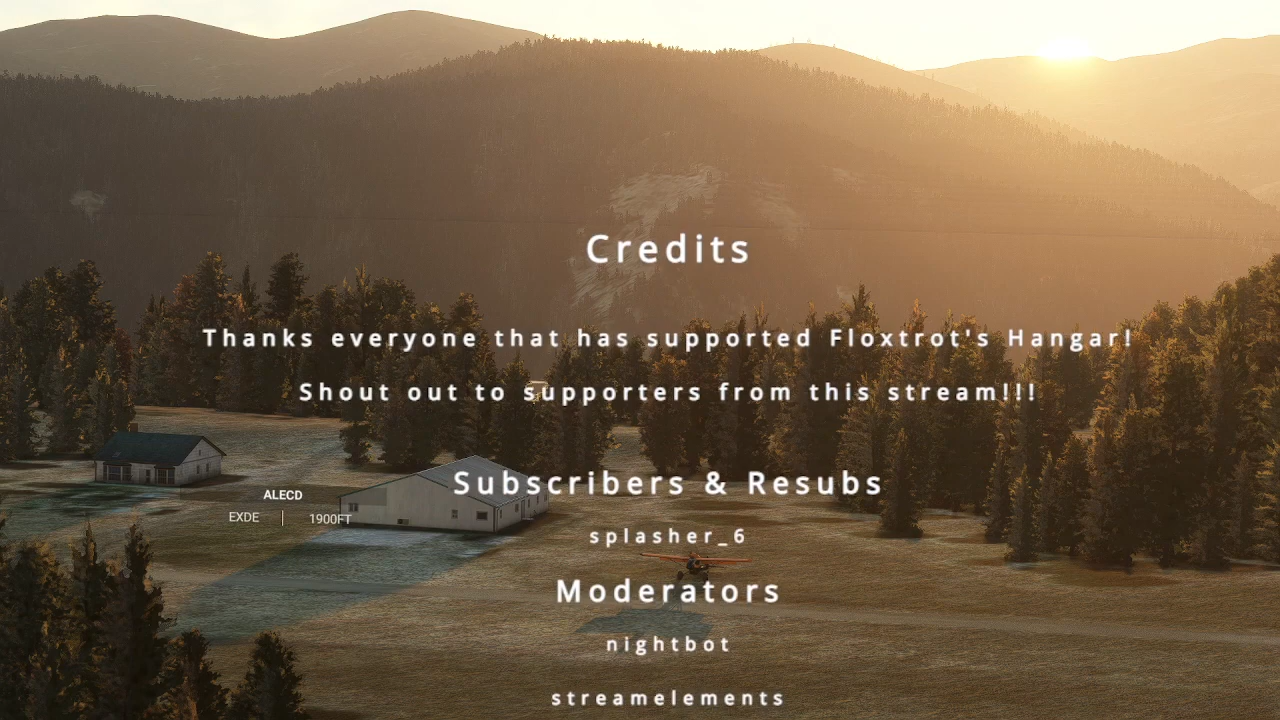 Credits
Thanks everyone that has supported Floxtrot's Hangar!
Shout out to supporters from this stream!!!
Subscribers & Resubs
ALECD
EXDE | 1900FT
splasher_6
Moderators
nightbot
streamelements